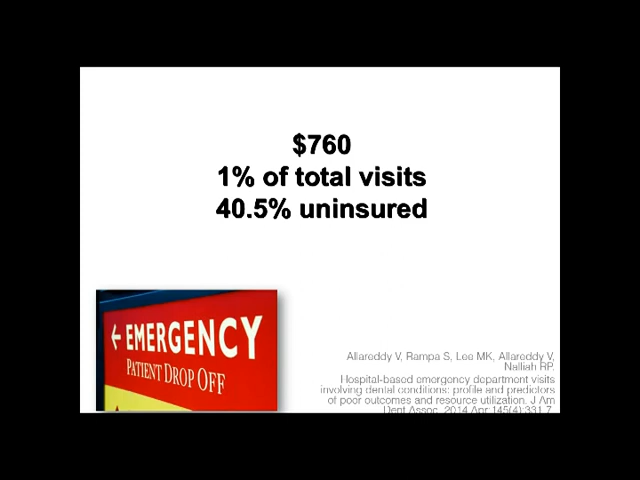 $760
1% of total visits
40.5% uninsured
← EMERGENCY
PATIENT DROP OFF
Allareddy V, Rampa S, Lee MK, Allareddy V,
Nalliah RP.
Hospital-based emergency department visits
involving dental conditions: profile and predictors
of poor outcomes and resource utilization. J Am
Dent Assoc. 2014 Apr;145(4):331-7.